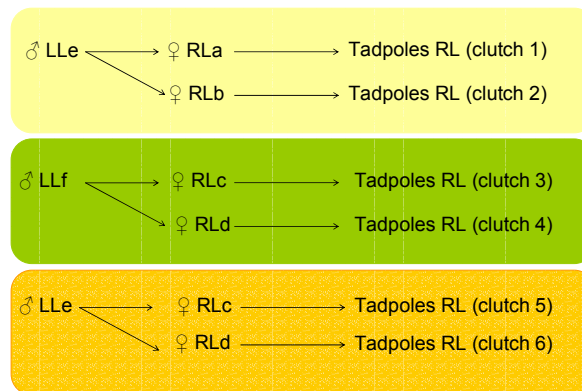 ♂ LLe ♀ RLa Tadpoles RL (clutch 1)
♀ RLb Tadpoles RL (clutch 2)
♂ LLf ♀ RLc Tadpoles RL (clutch 3)
♀ RLd Tadpoles RL (clutch 4)
♂ LLe ♀ RLc Tadpoles RL (clutch 5)
♀ RLd Tadpoles RL (clutch 6)